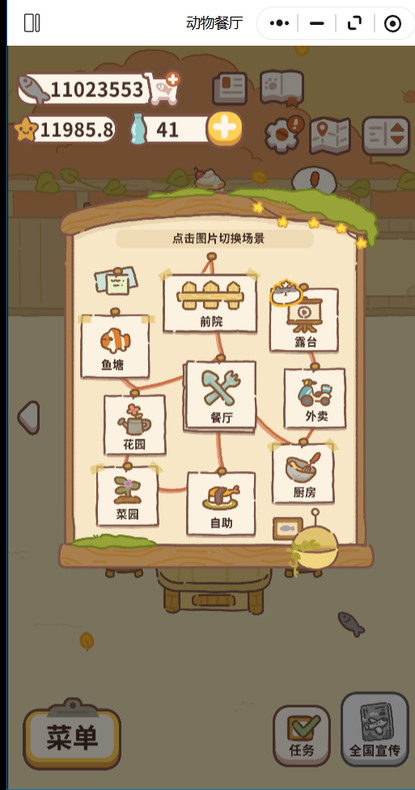 动物餐厅
11023553
11985.8
41
点击图片切换场景
前院
露台
鱼塘
餐厅
外卖
花园
厨房
菜园
自助
菜单
任务
全国宣传